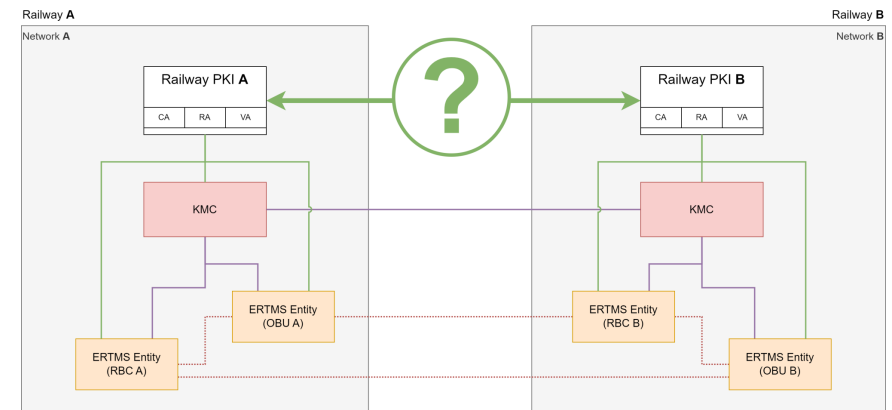 Railway A
Railway B
Network A
Network B
?
Railway PKI A
CA
RA
VA
Railway PKI B
CA
RA
VA
KMC
KMC
ERTMS Entity
(OBU A)
ERTMS Entity
(RBC B)
ERTMS Entity
(RBC A)
ERTMS Entity
(OBU B)